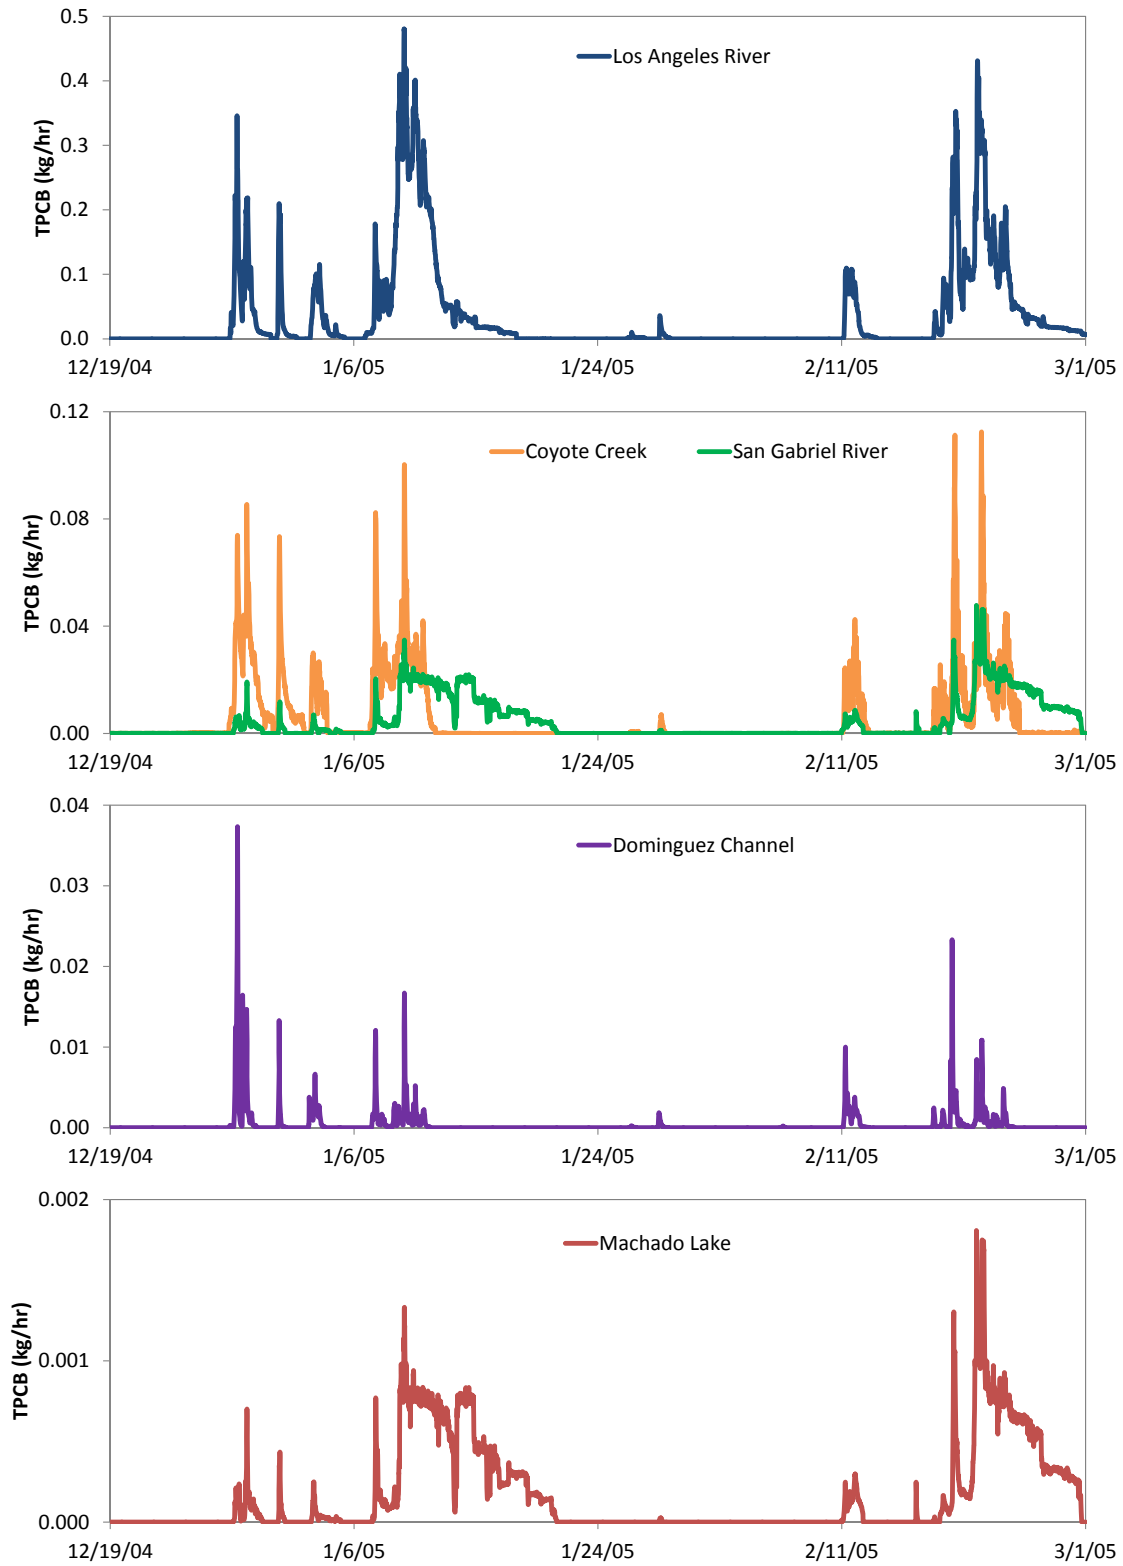 0.5
Los Angeles River
0.4
0.3
0.2
0.1
0.0
TPCB (kg/hr)
12/19/04 1/6/05 1/24/05 2/11/05 3/1/05
0.12
Coyote Creek San Gabriel River
0.08
0.04
0.00
TPCB (kg/hr)
12/19/04 1/6/05 1/24/05 2/11/05 3/1/05
0.04
Dominguez Channel
0.03
0.02
0.01
0.00
TPCB (kg/hr)
12/19/04 1/6/05 1/24/05 2/11/05 3/1/05
0.002
Machado Lake
0.001
0.000
TPCB (kg/hr)
12/19/04 1/6/05 1/24/05 2/11/05 3/1/05